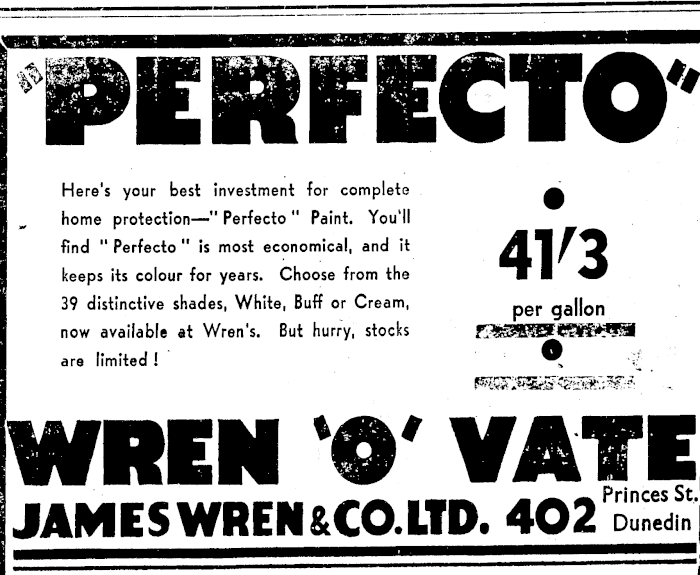 "PERFECTO"
Here's your best investment for complete
home protection—"Perfecto" Paint. You'll
find "Perfecto" is most economical, and it
keeps its colour for years. Choose from the
39 distinctive shades, White, Buff or Cream,
now available at Wren's. But hurry, stocks
are limited!
41/3
per gallon
WREN 'O' VATE
JAMES WREN & CO. LTD. 402 Princes St.
Dunedin